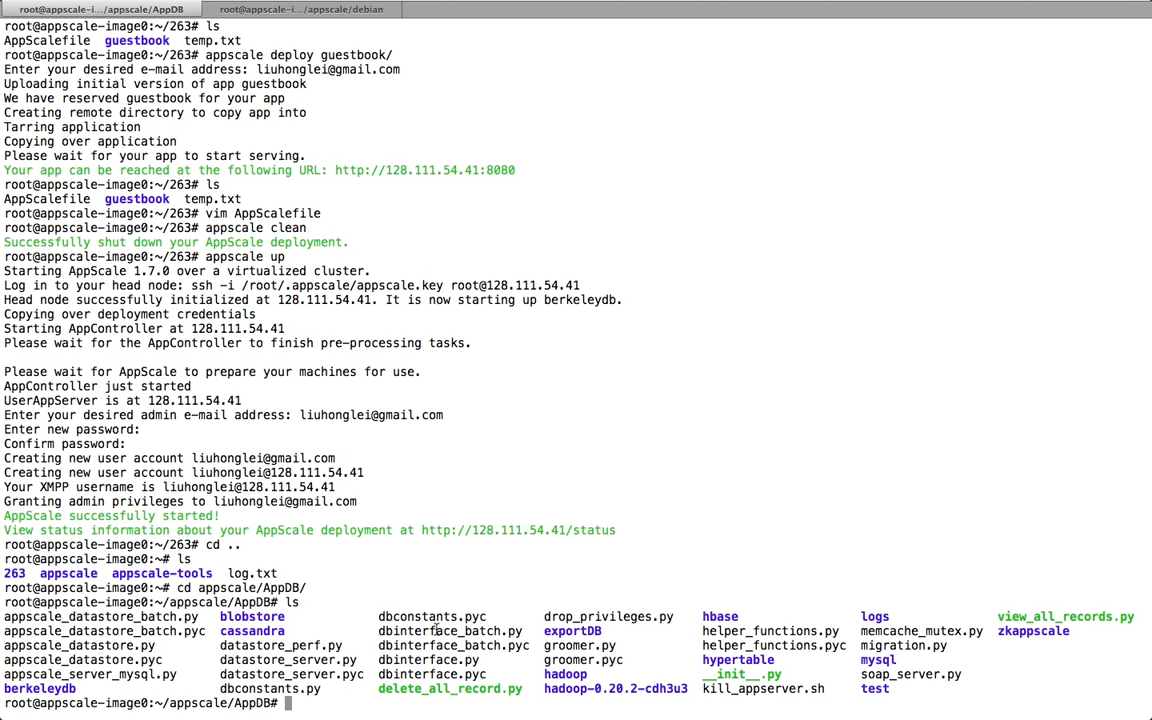 root@appscale-i.../appscale/AppDB root@appscale-i.../appscale/debian
root@appscale-image0:~/263# ls
AppScalefile guestbook temp.txt
root@appscale-image0:~/263# appscale deploy guestbook/
Enter your desired e-mail address: liuhonglei@gmail.com
Uploading initial version of app guestbook
We have reserved guestbook for your app
Creating remote directory to copy app into
Tarring application
Copying over application
Please wait for your app to start serving.
Your app can be reached at the following URL: http://128.111.54.41:8080
root@appscale-image0:~/263# ls
AppScalefile guestbook temp.txt
root@appscale-image0:~/263# vim AppScalefile
root@appscale-image0:~/263# appscale clean
Successfully shut down your AppScale deployment.
root@appscale-image0:~/263# appscale up
Starting AppScale 1.7.0 over a virtualized cluster.
Log in to your head node: ssh -i /root/.appscale/appscale.key root@128.111.54.41
Head node successfully initialized at 128.111.54.41. It is now starting up berkeleydb.
Copying over deployment credentials
Starting AppController at 128.111.54.41
Please wait for the AppController to finish pre-processing tasks.
Please wait for AppScale to prepare your machines for use.
AppController just started
UserAppServer is at 128.111.54.41
Enter your desired admin e-mail address: liuhonglei@gmail.com
Enter new password:
Confirm password:
Creating new user account liuhonglei@gmail.com
Creating new user account liuhonglei@128.111.54.41
Your XMPP username is liuhonglei@128.111.54.41
Granting admin privileges to liuhonglei@gmail.com
AppScale successfully started!
View status information about your AppScale deployment at http://128.111.54.41/status
root@appscale-image0:~/263# cd ..
root@appscale-image0:~# ls
263 appscale appscale-tools log.txt
root@appscale-image0:~# cd appscale/AppDB/
root@appscale-image0:~/appscale/AppDB# ls
appscale_datastore_batch.py blobstore dbconstants.pyc drop_privileges.py hbase logs view_all_records.py
appscale_datastore_batch.pyc cassandra dbinterface_batch.py exportDB helper_functions.py memcache_mutex.py zkappscale
appscale_datastore.py datastore_perf.py dbinterface_batch.pyc groomer.py helper_functions.pyc migration.py
appscale_datastore.pyc datastore_server.py dbinterface.py groomer.pyc hypertable mysql
appscale_server_mysql.py datastore_server.pyc dbinterface.pyc hadoop __init__.py soap_server.py
berkeleydb dbconstants.py delete_all_record.py hadoop-0.20.2-cdh3u3 kill_appserver.sh test
root@appscale-image0:~/appscale/AppDB#